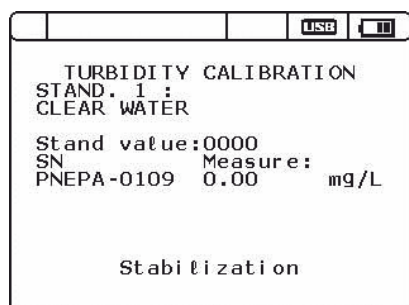 USB
TURBIDITY CALIBRATION
STAND. 1 :
CLEAR WATER
Stand value:0000
SN Measure:
PNEPA-0109 0.00 mg/L
Stabilization